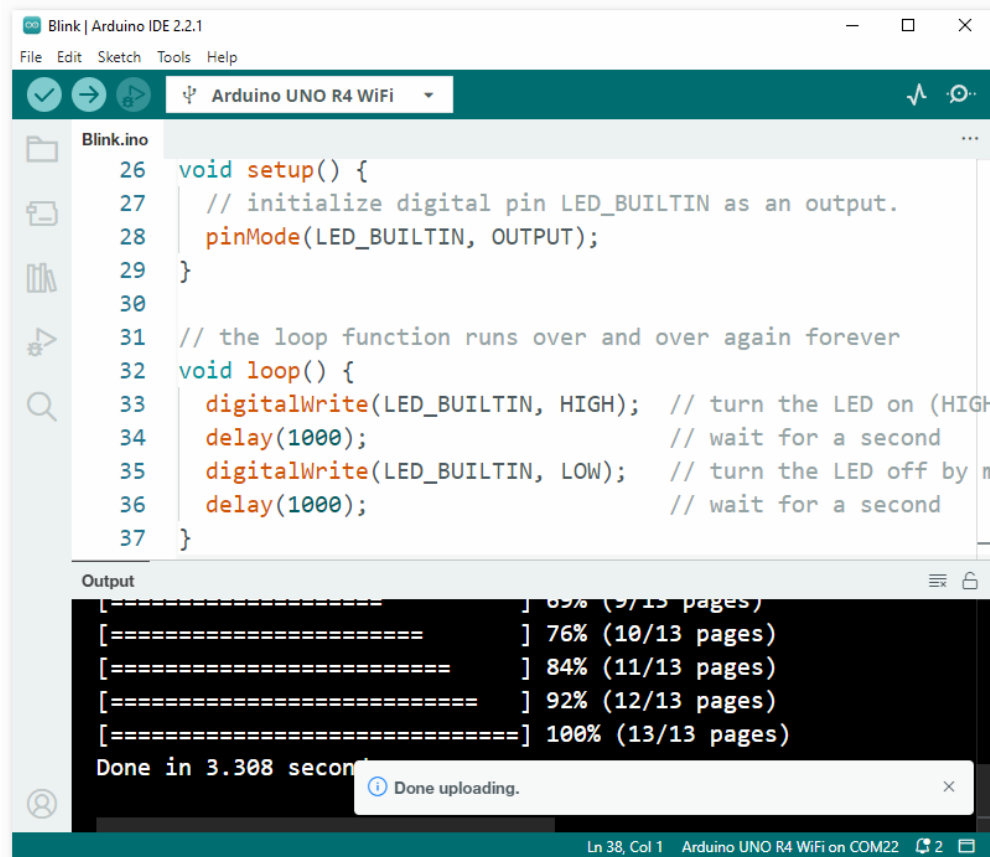 Blink | Arduino IDE 2.2.1
File Edit Sketch Tools Help
Arduino UNO R4 WiFi
Blink.ino
26 void setup() {
27 // initialize digital pin LED_BUILTIN as an output.
28 pinMode(LED_BUILTIN, OUTPUT);
29 }
30
31 // the loop function runs over and over again forever
32 void loop() {
33 digitalWrite(LED_BUILTIN, HIGH); // turn the LED on (HIGH
34 delay(1000); // wait for a second
35 digitalWrite(LED_BUILTIN, LOW); // turn the LED off by m
36 delay(1000); // wait for a second
37 }
Output
[==================== ] 69% (9/13 pages)
[======================= ] 76% (10/13 pages)
[========================= ] 84% (11/13 pages)
[=========================== ] 92% (12/13 pages)
[==============================] 100% (13/13 pages)
Done in 3.308 secon
Done uploading.
Ln 38, Col 1 Arduino UNO R4 WiFi on COM22 2